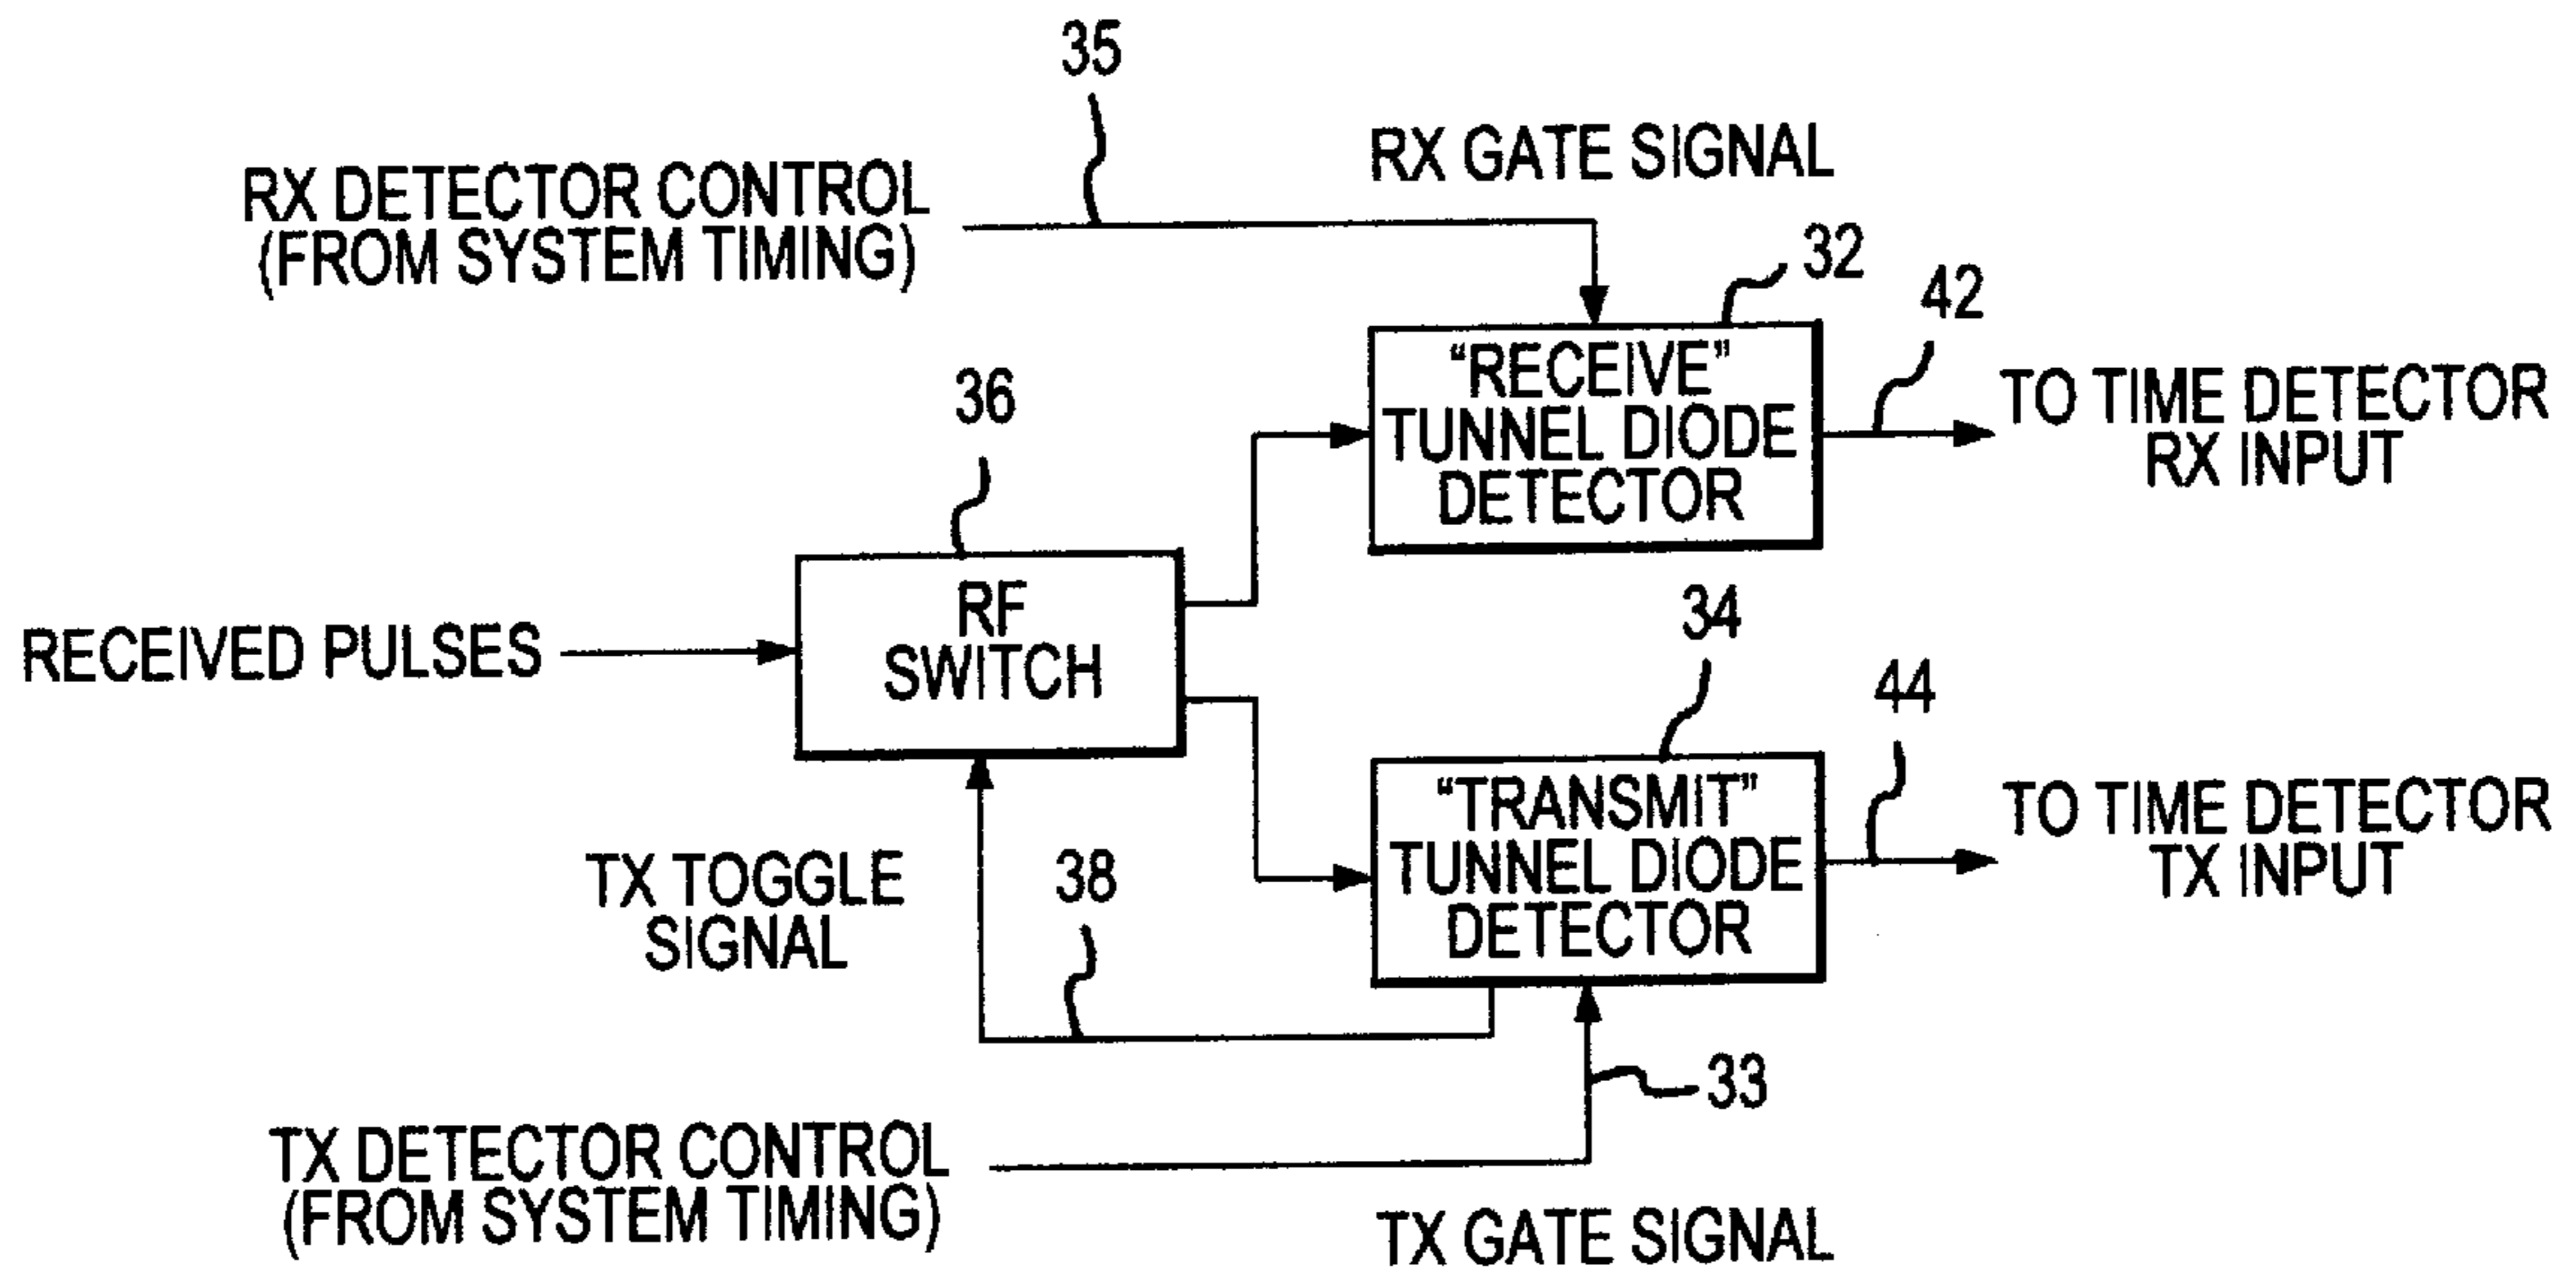 35
RX GATE SIGNAL
RX DETECTOR CONTROL
(FROM SYSTEM TIMING)
32
42
“RECEIVE”
TUNNEL DIODE
DETECTOR
TO TIME DETECTOR
RX INPUT
36
RF
SWITCH
RECEIVED PULSES
34
44
“TRANSMIT”
TUNNEL DIODE
DETECTOR
TO TIME DETECTOR
TX INPUT
TX TOGGLE
SIGNAL
38
33
TX DETECTOR CONTROL
(FROM SYSTEM TIMING)
TX GATE SIGNAL